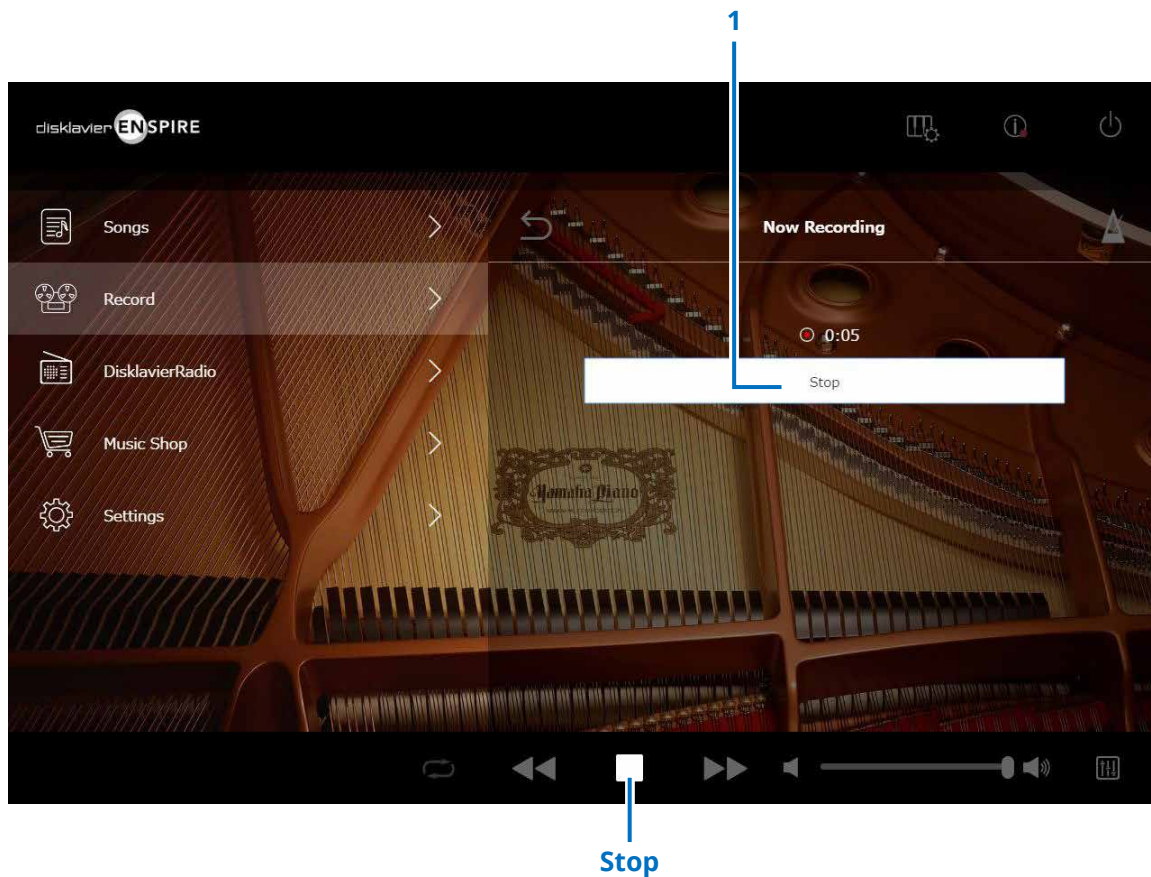 1
disklavier ENSPIRE
Songs
Now Recording
Record
0:05
DisklavierRadio
Stop
Music Shop
Yamaha Piano
Settings
Stop